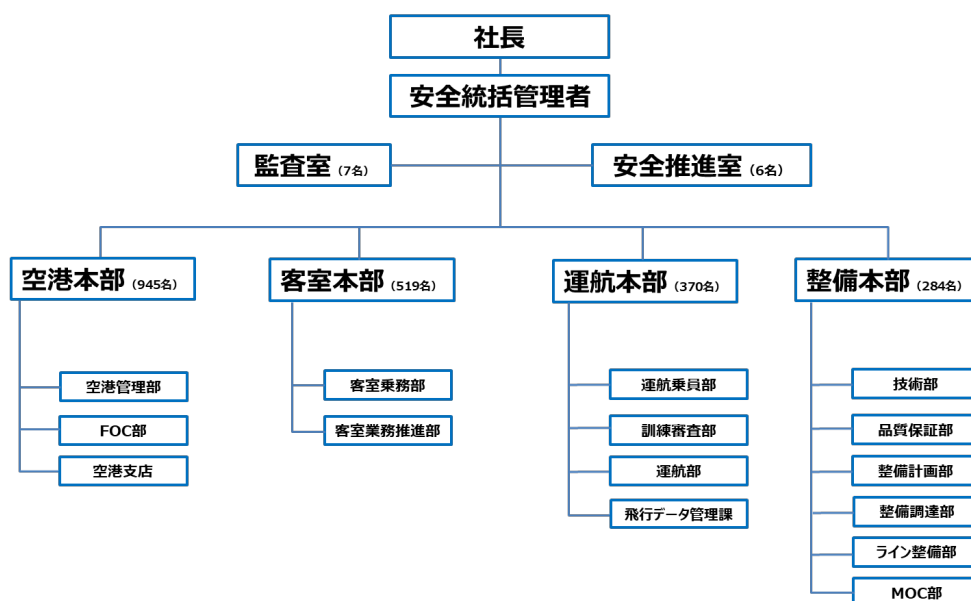 社長
安全統括管理者
監査室（7名）
安全推進室（6名）
空港本部（945名）
空港管理部
FOC部
空港支店
客室本部（519名）
客室乗務部
客室業務推進部
運航本部（370名）
運航乗員部
訓練審査部
運航部
飛行データ管理課
整備本部（284名）
技術部
品質保証部
整備計画部
整備調達部
ライン整備部
MOC部